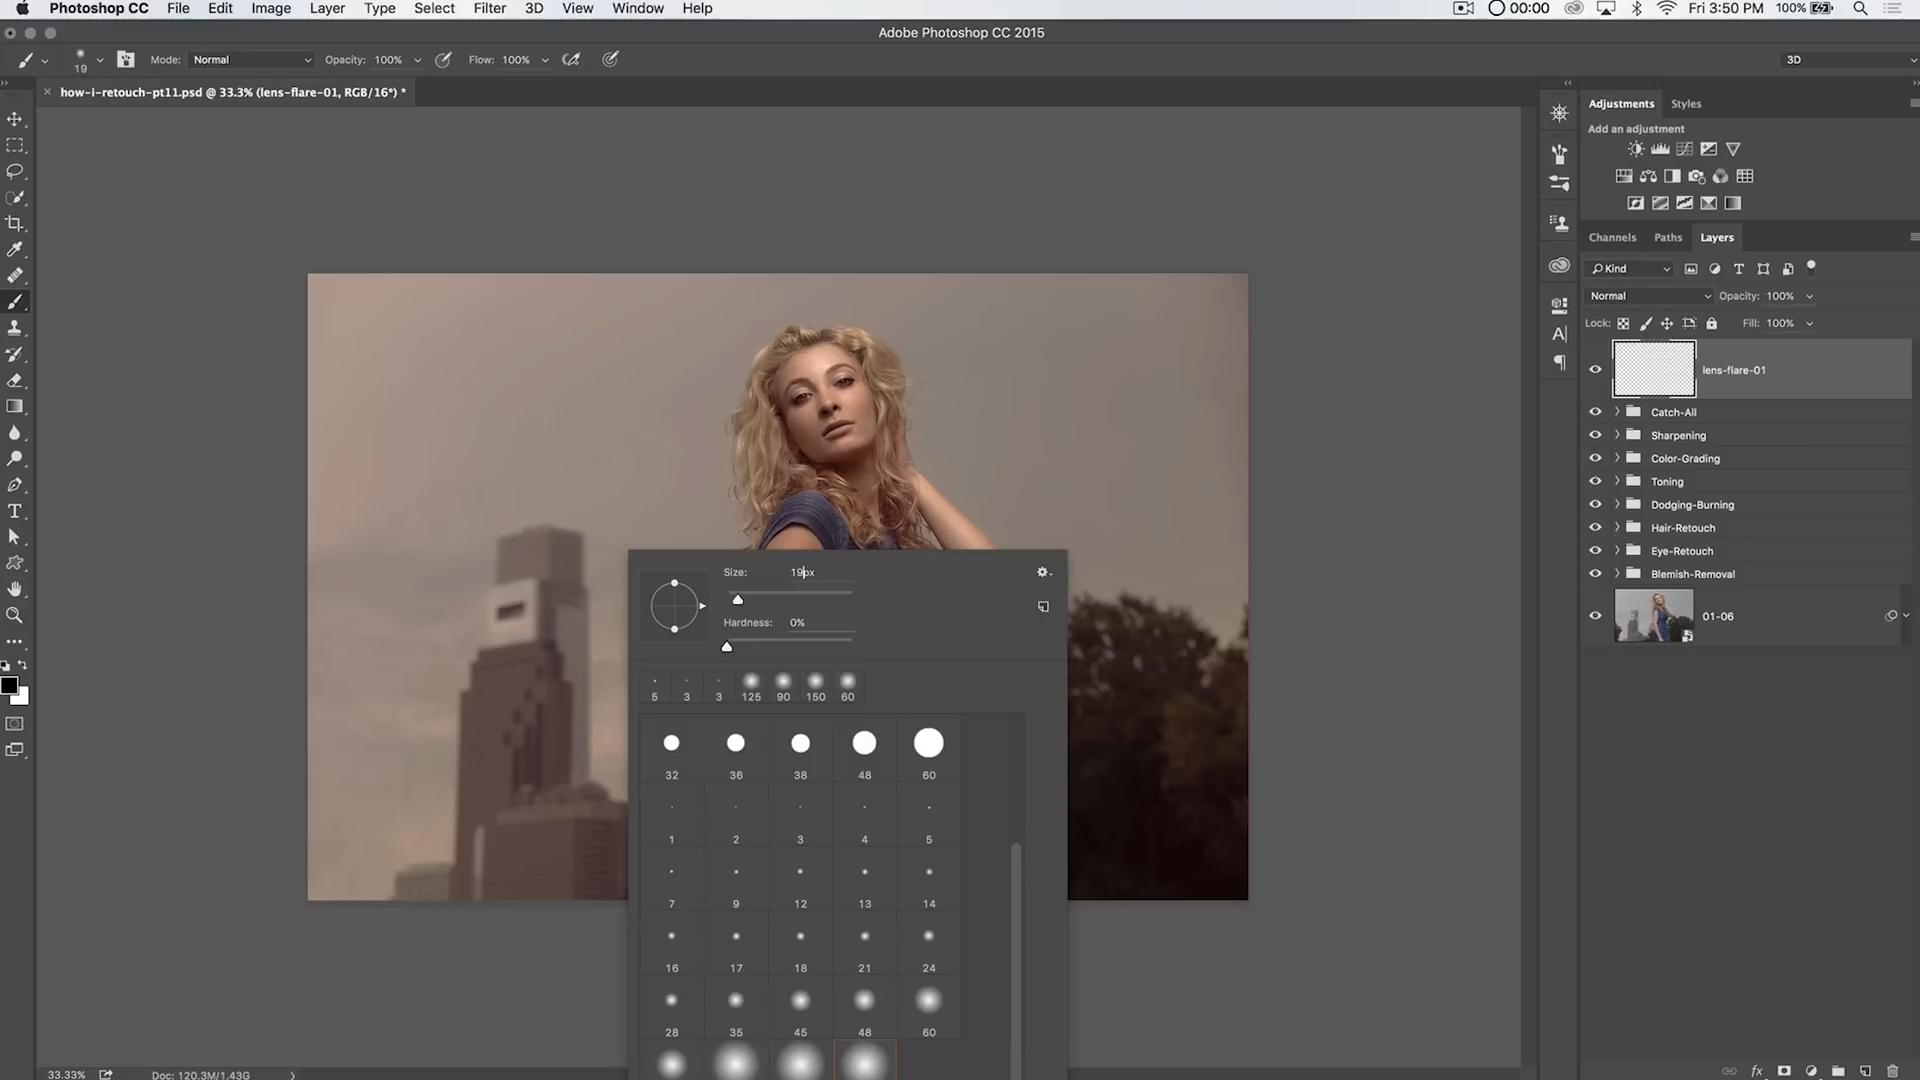 Photoshop CC File Edit Image Layer Type Select Filter 3D View Window Help 00:00 Fri 3:50 PM 100%
Adobe Photoshop CC 2015
19 Mode: Normal Opacity: 100% Flow: 100% 3D
how-i-retouch-pt11.psd @ 33.3% (lens-flare-01, RGB/16*) *
Adjustments Styles
Add an adjustment
Channels Paths Layers
Kind
Normal Opacity: 100%
Lock: Fill: 100%
lens-flare-01
Catch-All
Sharpening
Color-Grading
Toning
Dodging-Burning
Hair-Retouch
Eye-Retouch
Blemish-Removal
01-06
Size: 19px
Hardness: 0%
5 3 3 125 90 150 60
32 36 38 48 60
1 2 3 4 5
7 9 12 13 14
16 17 18 21 24
28 35 45 48 60
33.33% Doc: 120.3M/1.43G
fx